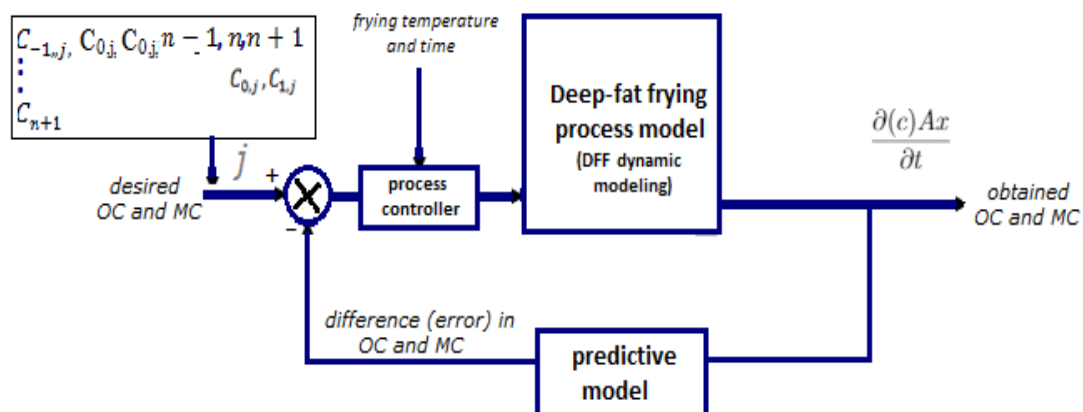 C₋₁,ⱼ, C₀,ⱼ, C₀,ⱼ, n − 1, n, n + 1
C₀,ⱼ, C₁,ⱼ
⋮
Cₙ₊₁
frying temperature
and time
Deep-fat frying
process model
(DFF dynamic
modeling)
∂(c)Ax
∂t
j
+
−
desired
OC and MC
process
controller
obtained
OC and MC
difference (error) in
OC and MC
predictive
model